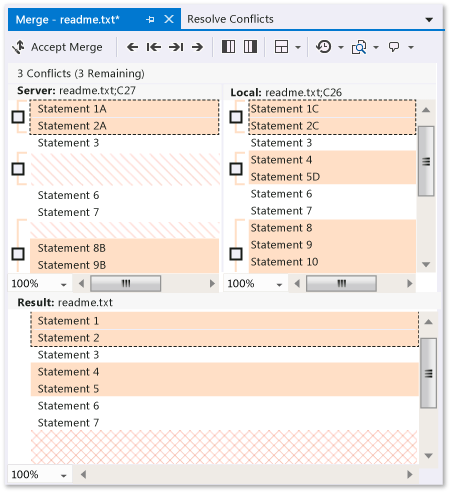 Merge - readme.txt* Resolve Conflicts
Accept Merge
3 Conflicts (3 Remaining)
Server: readme.txt;C27
Statement 1A
Statement 2A
Statement 3
Statement 6
Statement 7
Statement 8B
Statement 9B
100%
Local: readme.txt;C26
Statement 1C
Statement 2C
Statement 3
Statement 4
Statement 5D
Statement 6
Statement 7
Statement 8
Statement 9
Statement 10
100%
Result: readme.txt
Statement 1
Statement 2
Statement 3
Statement 4
Statement 5
Statement 6
Statement 7
100%